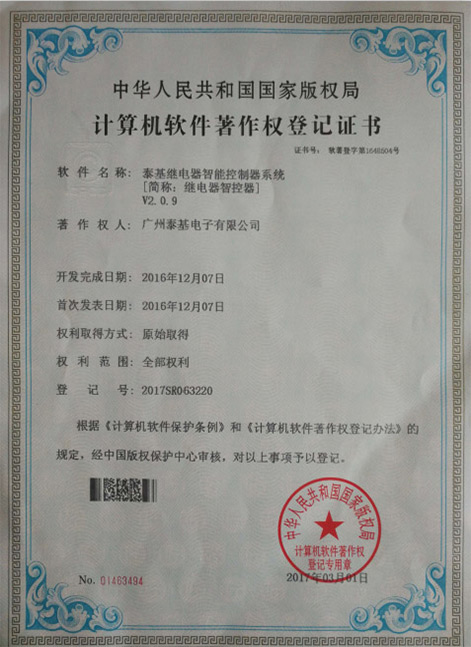 中华人民共和国国家版权局
计算机软件著作权登记证书
证书号： 软著登字第1648504号
软件名称： 泰基继电器智能控制器系统
[简称：继电器智控器]
V2.0.9
著作权人： 广州泰基电子有限公司
开发完成日期： 2016年12月07日
首次发表日期： 2016年12月07日
权利取得方式： 原始取得
权利范围： 全部权利
登记号： 2017SR063220
根据《计算机软件保护条例》和《计算机软件著作权登记办法》的
规定，经中国版权保护中心审核，对以上事项予以登记。
中华人民共和国国家版权局
计算机软件著作权
登记专用章
No. 01463494
2017年03月01日